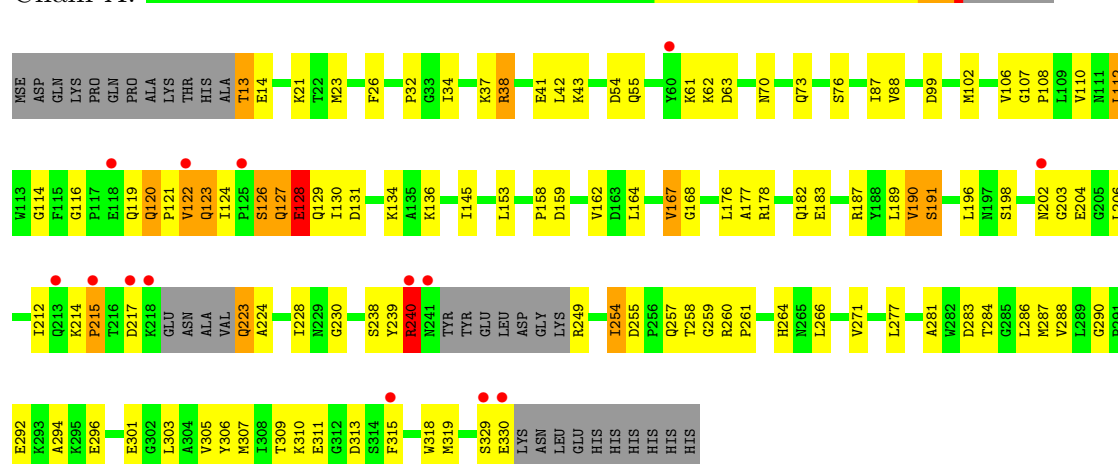 MSE ASP GLN LYS PRO GLN PRO ALA LYS THR HIS ALA T13 E14 K21 T22 M23 F26 P32 G33 I34 K37 R38 E41 L42 K43 D54 Q55 Y60 K61 K62 D63 N70 Q73 S76 I87 V88 D99 M102 V106 G107 P108 L109 V110 N111
W113 G114 F115 G116 P117 E118 Q119 Q120 P121 V122 Q123 I124 P125 S126 Q127 E128 Q129 I130 D131 K134 A135 K136 I145 L153 P158 D159 V162 D163 L164 V167 G168 L176 A177 R178 Q182 E183 R187 Y188 L189 V190 S191 L196 N197 S198 N202 G203 E204 G205
I212 Q213 K214 P215 T216 D217 K218 GLU ASN ALA VAL Q223 A224 I228 N229 G230 S238 Y239 R240 N241 TYR TYR GLU LEU ASP GLY LYS R249 I254 D255 P256 Q257 T258 G259 R260 P261 H264 N265 L266 V271 L277 A281 W282 D283 T284 G285 L286 M287 V288 L289 G290
E292 K293 A294 K295 E296 E301 G302 L303 A304 V305 Y306 M307 I308 T309 K310 E311 G312 D313 S314 F315 W318 M319 S329 E330 LYS ASN LEU GLU HIS HIS HIS HIS HIS HIS